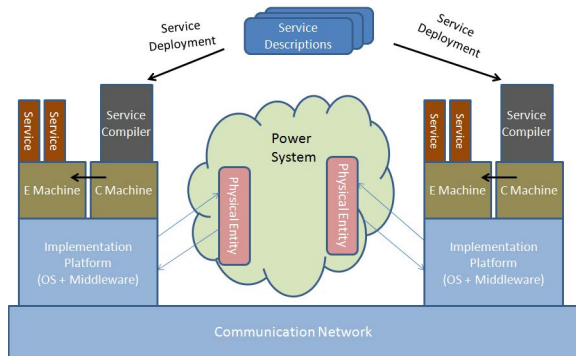 Service
Deployment
Service
Descriptions
Service
Deployment
Service
Service
Service
Compiler
Power
System
Service
Service
Service
Compiler
E Machine
C Machine
Physical Entity
Physical Entity
E Machine
C Machine
Implementation
Platform
(OS + Middleware)
Implementation
Platform
(OS + Middleware)
Communication Network